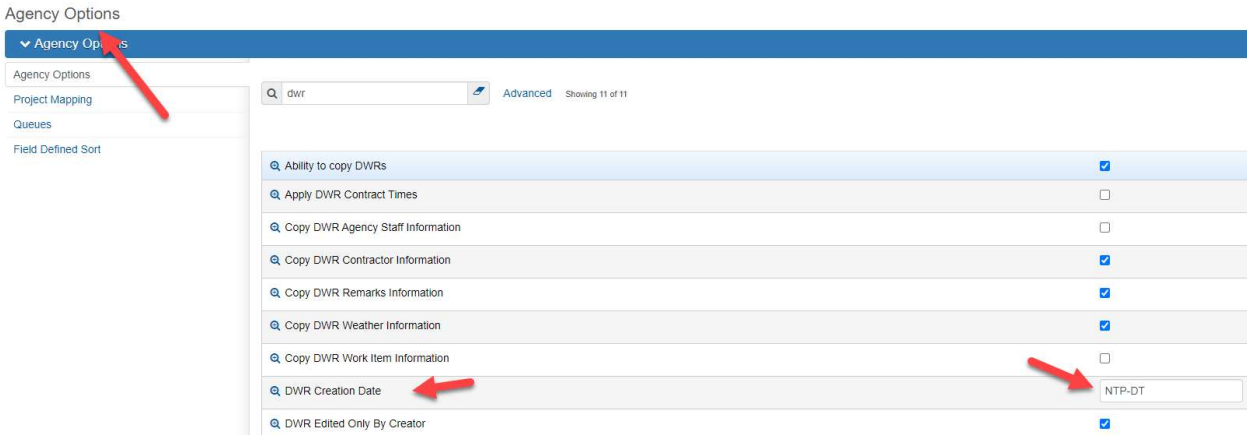 Agency Options
Agency Options
Agency Options
Project Mapping
Queues
Field Defined Sort
dwr Advanced Showing 11 of 11
Ability to copy DWRs
Apply DWR Contract Times
Copy DWR Agency Staff Information
Copy DWR Contractor Information
Copy DWR Remarks Information
Copy DWR Weather Information
Copy DWR Work Item Information
DWR Creation Date NTP-DT
DWR Edited Only By Creator